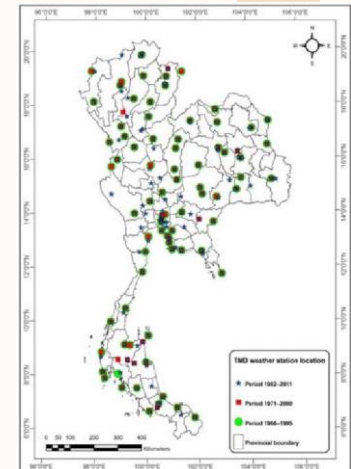 96°0'0"E 98°0'0"E 100°0'0"E 102°0'0"E 104°0'0"E 106°0'0"E
N
W E
S
20°0'0"N
18°0'0"N
16°0'0"N
14°0'0"N
12°0'0"N
10°0'0"N
8°0'0"N
6°0'0"N
TMD weather station location
Period 1982–2011
Period 1971–2000
Period 1966–1995
Provincial boundary
0 50 100 200 300 400
Kilometers
96°0'0"E 98°0'0"E 100°0'0"E 102°0'0"E 104°0'0"E 106°0'0"E